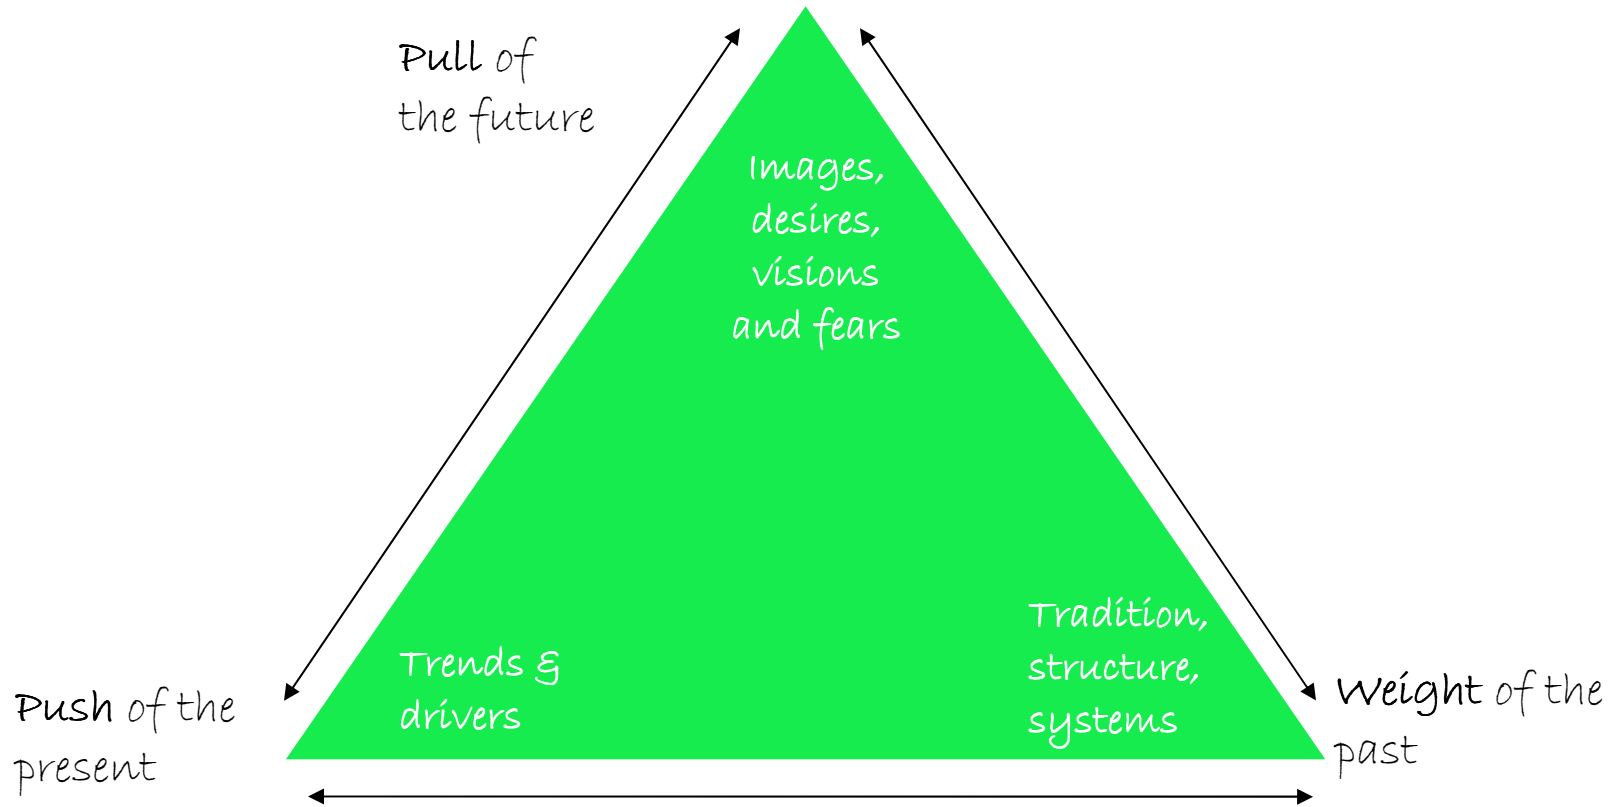 Pull of
the future
Images,
desires,
visions
and fears
Trends &
drivers
Tradition,
structure,
systems
Push of the
present
Weight of the
past